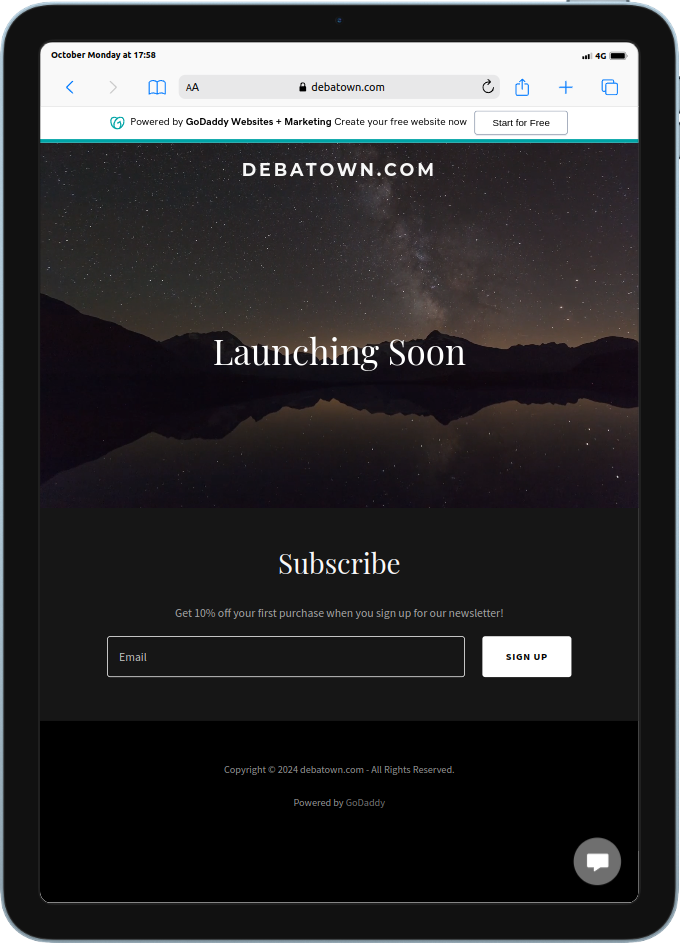 October Monday at 17:58
4G
AA
debatown.com
Powered by GoDaddy Websites + Marketing Create your free website now
Start for Free
DEBATOWN.COM
Launching Soon
Subscribe
Get 10% off your first purchase when you sign up for our newsletter!
Email
SIGN UP
Copyright © 2024 debatown.com - All Rights Reserved.
Powered by GoDaddy